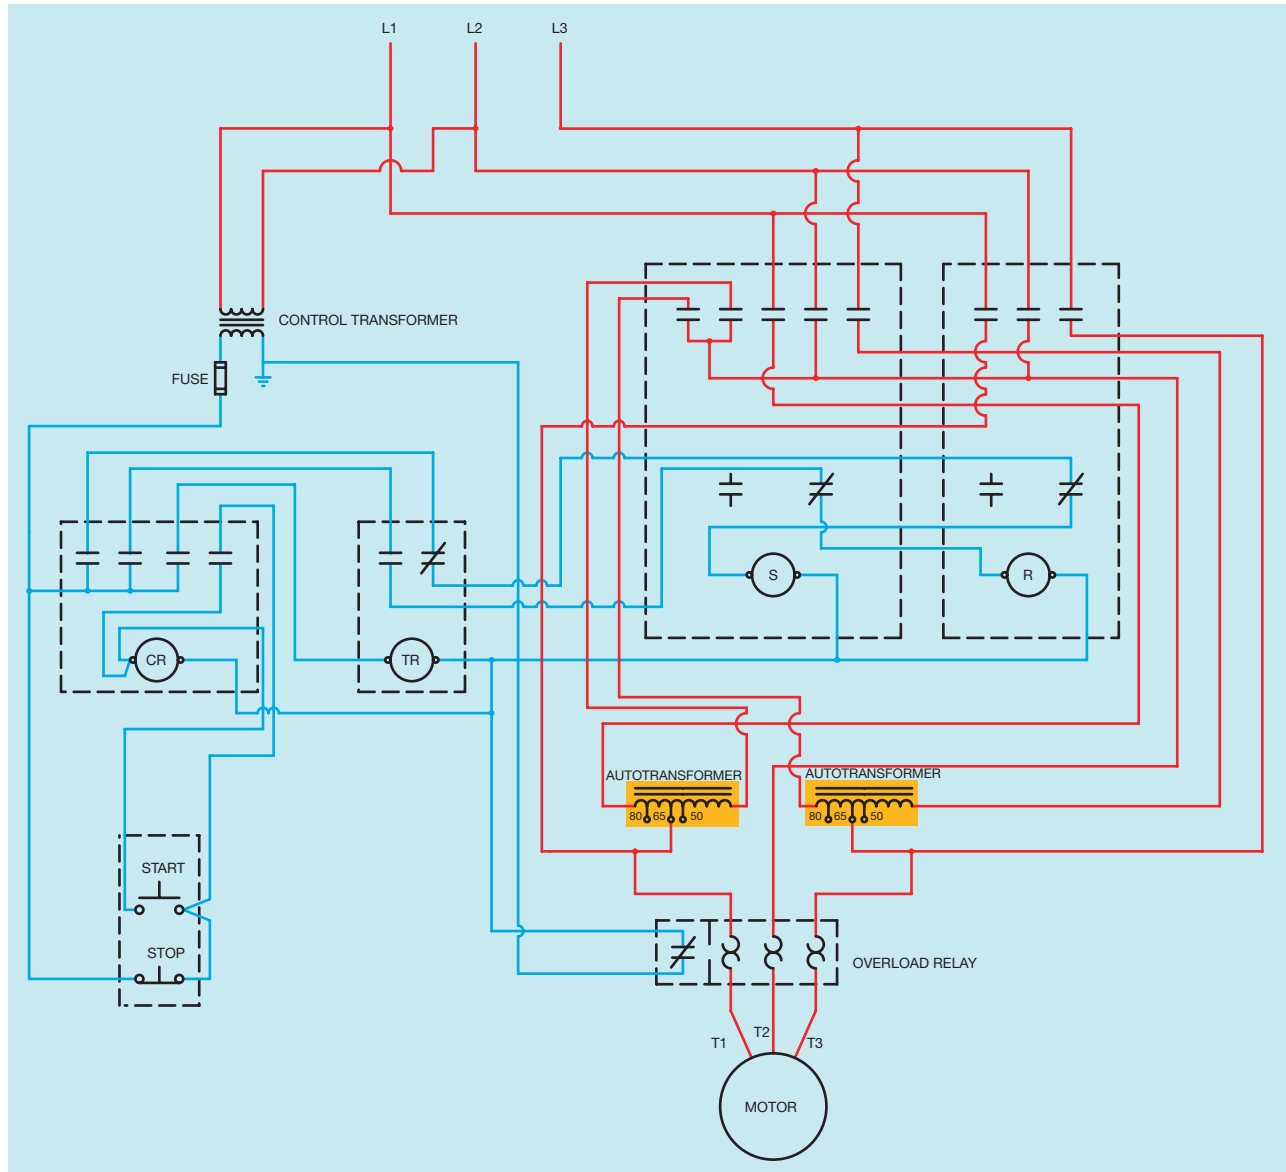 L1 L2 L3
CONTROL TRANSFORMER
FUSE
S
R
CR
TR
AUTOTRANSFORMER
AUTOTRANSFORMER
80 65 50
80 65 50
START
STOP
OVERLOAD RELAY
T1
T2
T3
MOTOR